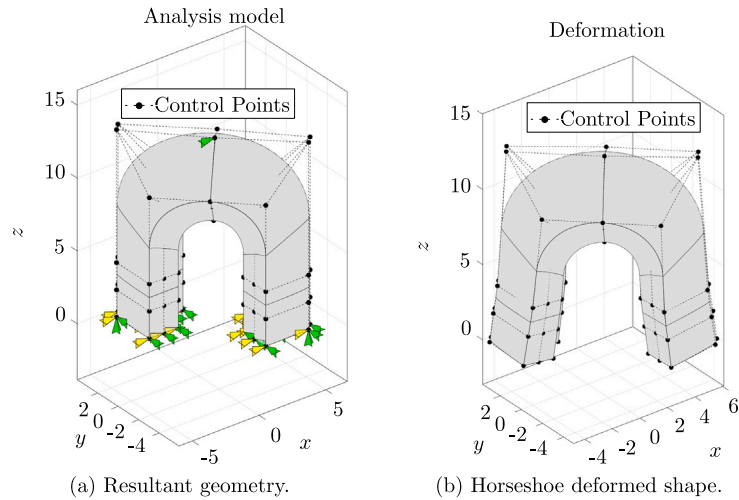 Analysis model
Control Points
15
10
5
0
z
2
0
-2
-4
y
-5
0
5
x
(a) Resultant geometry.
Deformation
Control Points
15
10
5
0
z
2
0
-2
-4
y
-4
-2
0
2
4
6
x
(b) Horseshoe deformed shape.